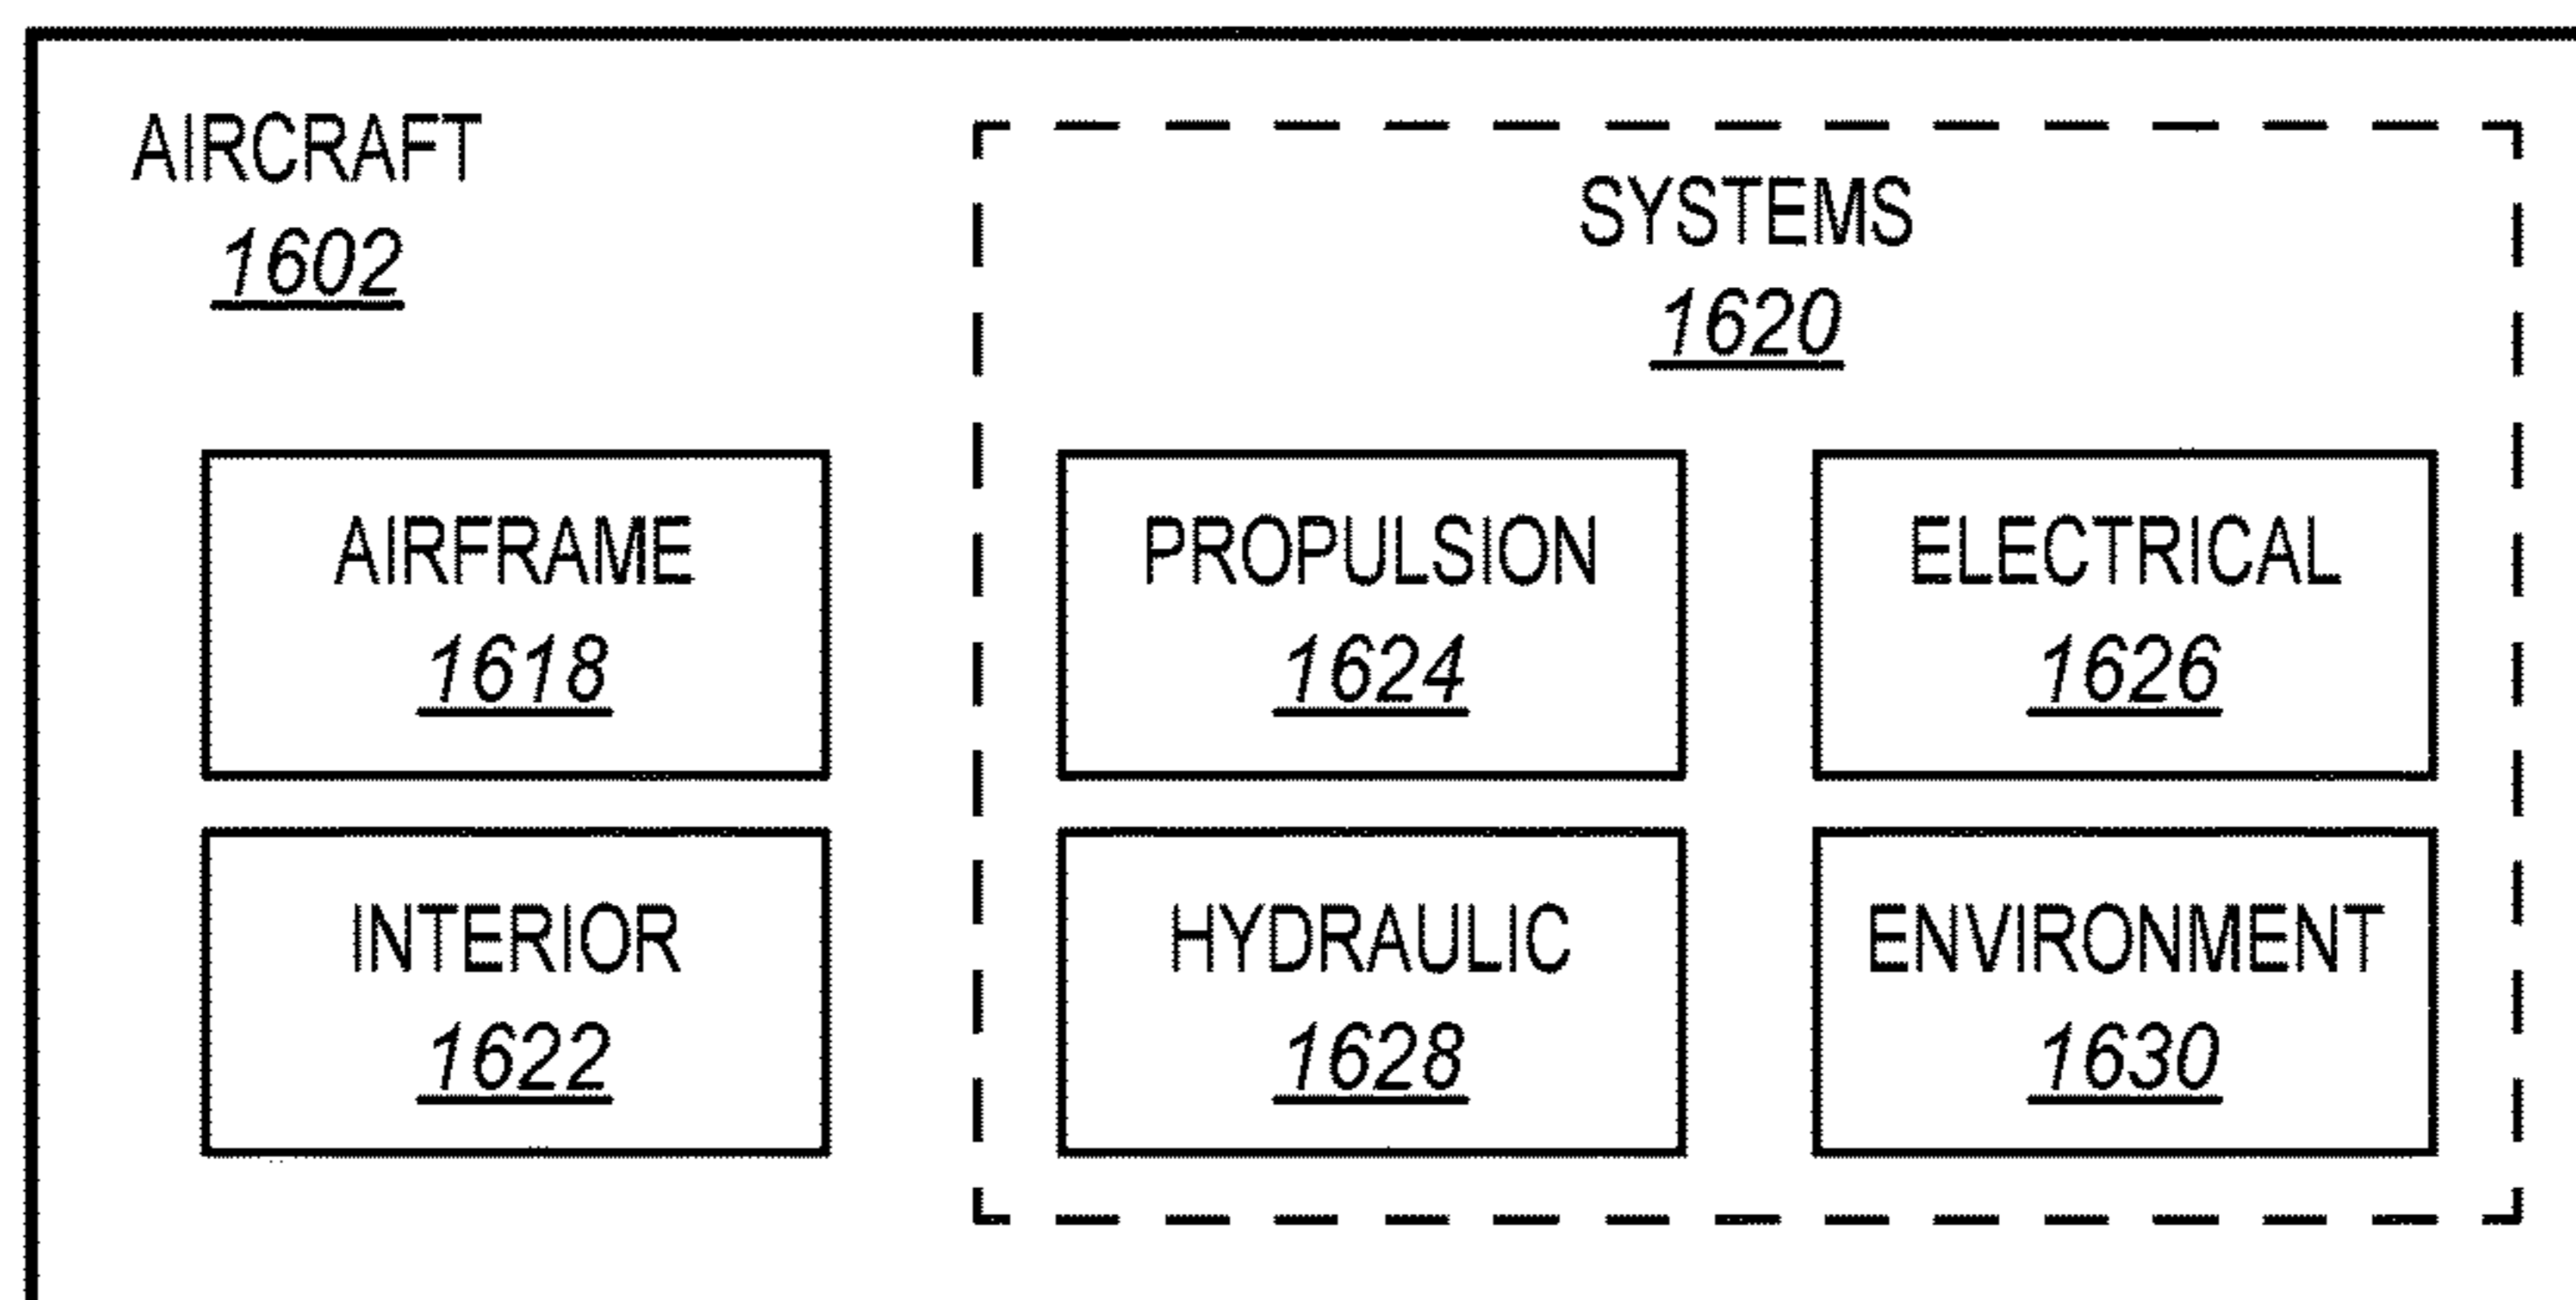 AIRCRAFT
1602
SYSTEMS
1620
AIRFRAME
1618
PROPULSION
1624
ELECTRICAL
1626
INTERIOR
1622
HYDRAULIC
1628
ENVIRONMENT
1630